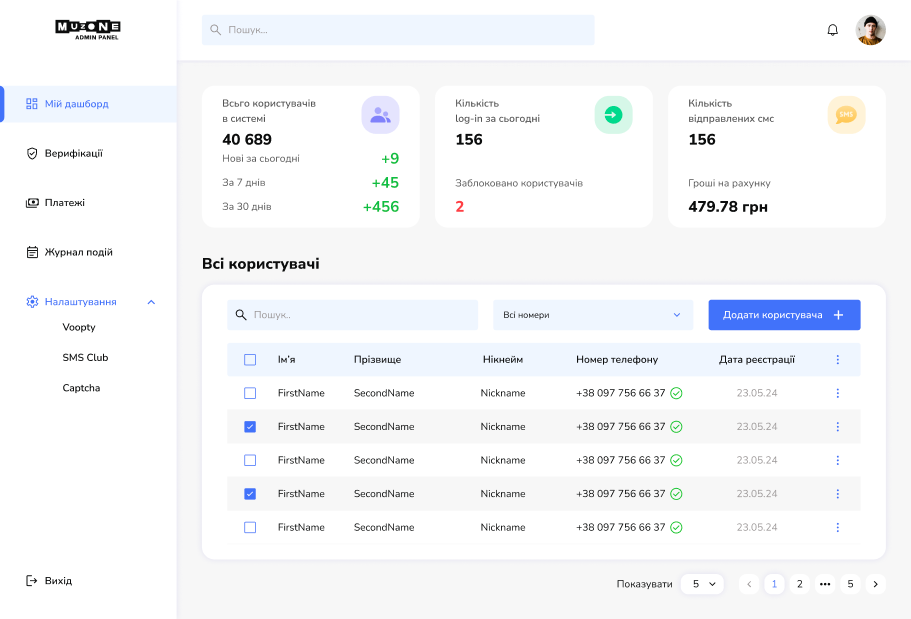 MUZONE
ADMIN PANEL
Пошук...
Мій дашборд
Верифікації
Платежі
Журнал подій
Налаштування
Voopty
SMS Club
Captcha
Вихід
Всього користувачів
в системі
40 689
Нові за сьогодні +9
За 7 днів +45
За 30 днів +456
Кількість
log-in за сьогодні
156
Заблоковано користувачів
2
Кількість
відправлених смс
SMS
156
Гроші на рахунку
479.78 грн
Всі користувачі
Пошук..
Всі номери
Додати користувача
Ім'я Прізвище Нікнейм Номер телефону Дата реєстрації
FirstName SecondName Nickname +38 097 756 66 37 23.05.24
FirstName SecondName Nickname +38 097 756 66 37 23.05.24
FirstName SecondName Nickname +38 097 756 66 37 23.05.24
FirstName SecondName Nickname +38 097 756 66 37 23.05.24
FirstName SecondName Nickname +38 097 756 66 37 23.05.24
Показувати 5 < 1 2 ••• 5 >